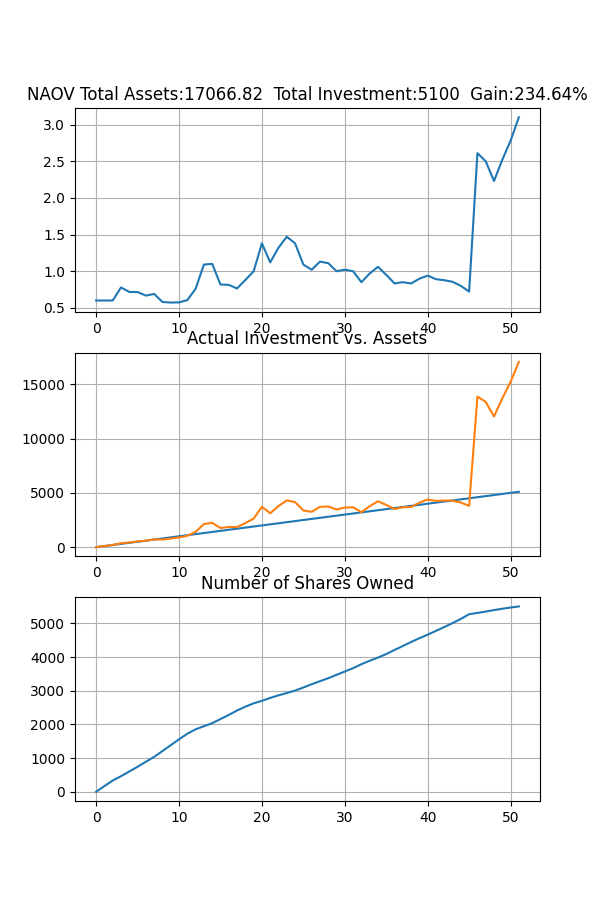 NAOV Total Assets:17066.82  Total Investment:5100  Gain:234.64%
3.0
2.5
2.0
1.5
1.0
0.5
0 10 20 30 40 50
Actual Investment vs. Assets
15000
10000
5000
0
0 10 20 30 40 50
Number of Shares Owned
5000
4000
3000
2000
1000
0
0 10 20 30 40 50